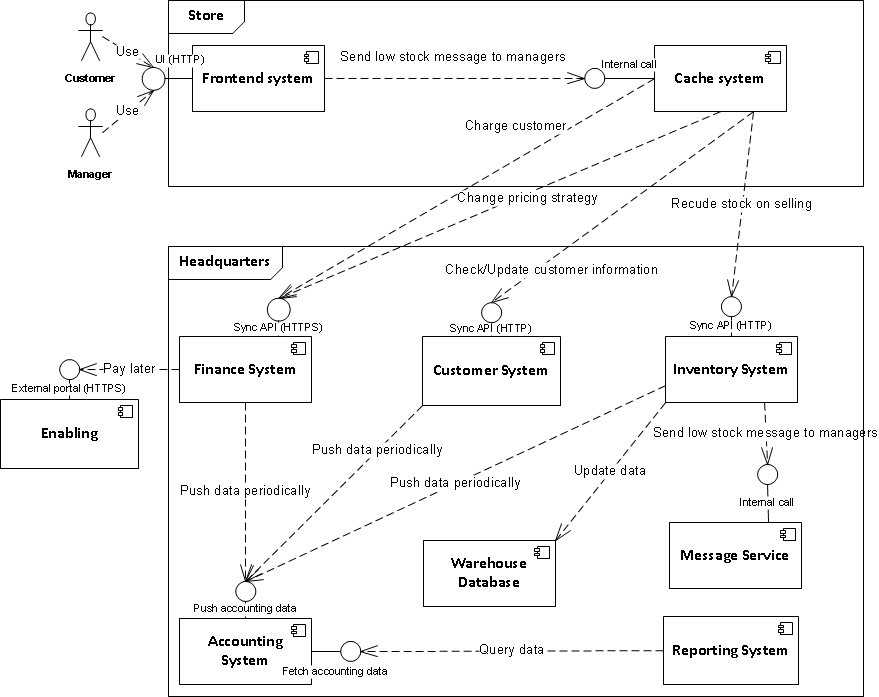 Store
Use
UI (HTTP)
Customer
Frontend system
Send low stock message to managers
Internal call
Cache system
Use
Manager
Charge customer
Change pricing strategy
Recude stock on selling
Headquarters
Check/Update customer information
Sync API (HTTPS)
Sync API (HTTP)
Sync API (HTTP)
Pay later
Finance System
Customer System
Inventory System
External portal (HTTPS)
Enabling
Send low stock message to managers
Push data periodically
Update data
Push data periodically
Push data periodically
Internal call
Warehouse
Database
Message Service
Push accounting data
Accounting
System
Query data
Reporting System
Fetch accounting data